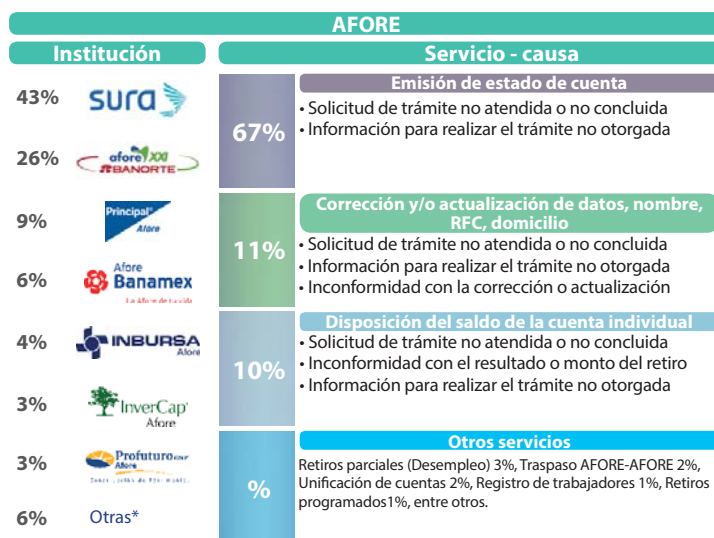 AFORE
Institución
Servicio - causa
43%
sura
26%
afore XXI
BANORTE
9%
Principal
Afore
6%
Afore
Banamex
4%
INBURSA
Afore
3%
InverCap
Afore
3%
Profuturo GNP
Afore
6%
Otras*
67%
Emisión de estado de cuenta
• Solicitud de trámite no atendida o no concluida
• Información para realizar el trámite no otorgada
11%
Corrección y/o actualización de datos, nombre,
RFC, domicilio
• Solicitud de trámite no atendida o no concluida
• Información para realizar el trámite no otorgada
• Inconformidad con la corrección o actualización
10%
Disposición del saldo de la cuenta individual
• Solicitud de trámite no atendida o no concluida
• Inconformidad con el resultado o monto del retiro
• Información para realizar el trámite no otorgada
%
Otros servicios
Retiros parciales (Desempleo) 3%, Traspaso AFORE-AFORE 2%,
Unificación de cuentas 2%, Registro de trabajadores 1%, Retiros
programados1%, entre otros.